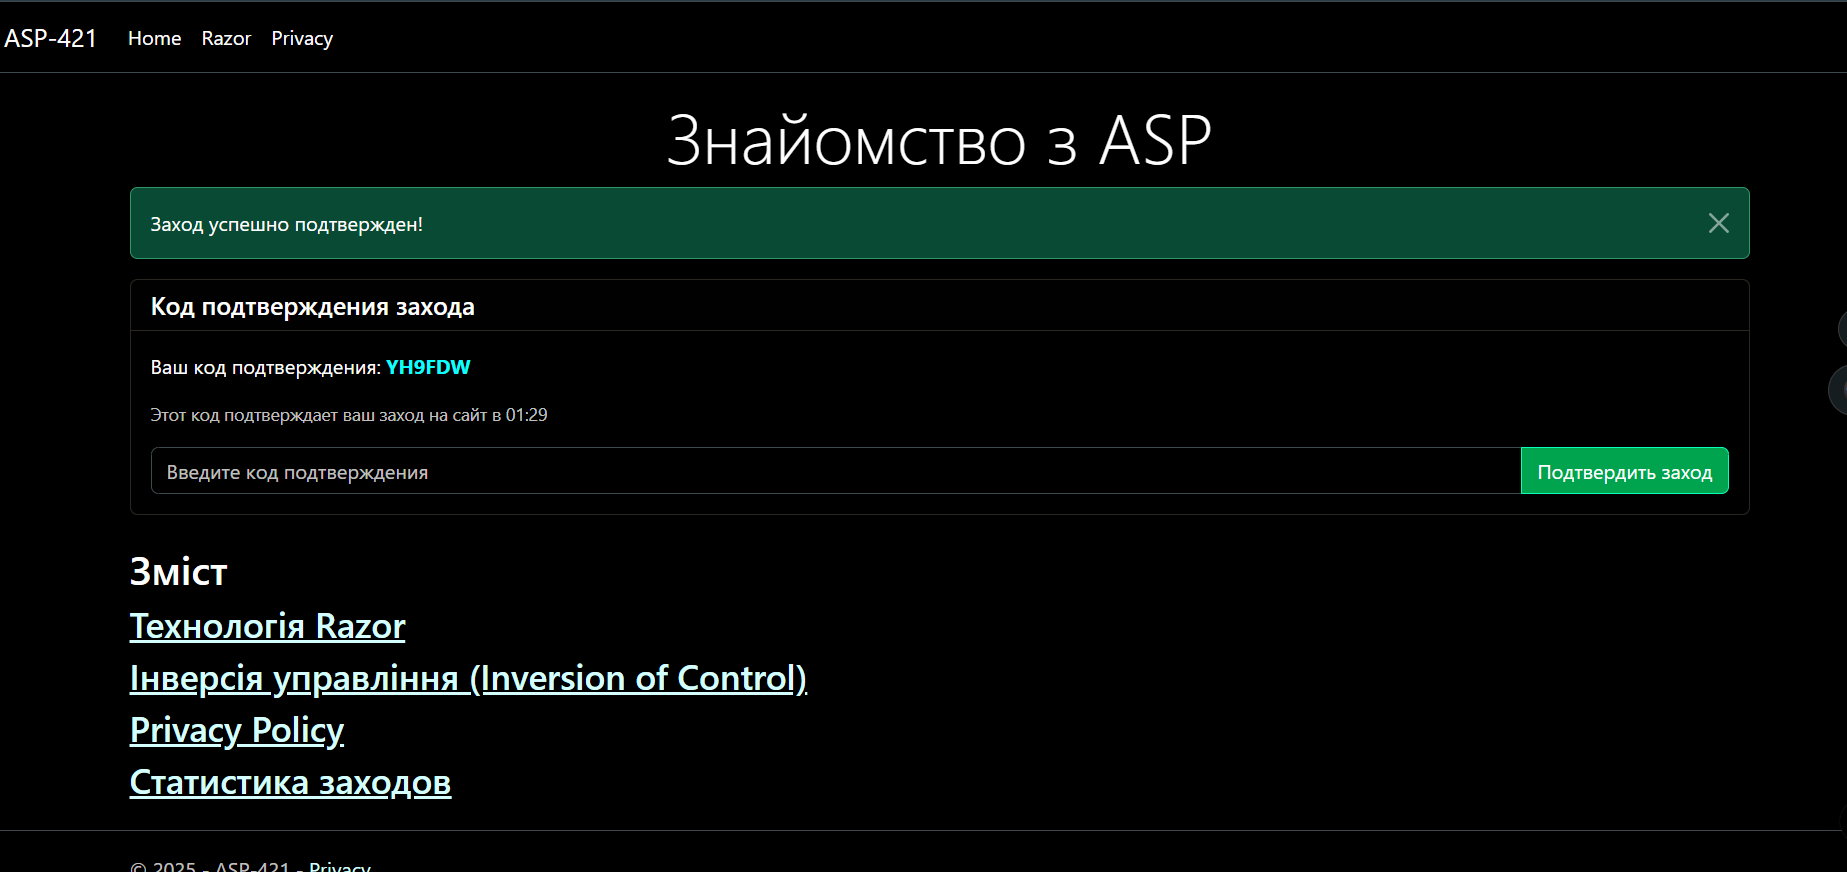 ASP-421 Home Razor Privacy
Знайомство з ASP
Заход успешно подтвержден!
Код подтверждения захода
Ваш код подтверждения: YH9FDW
Этот код подтверждает ваш заход на сайт в 01:29
Введите код подтверждения Подтвердить заход
Зміст
Технологія Razor
Інверсія управління (Inversion of Control)
Privacy Policy
Статистика заходов
© 2025 - ASP-421 - Privacy